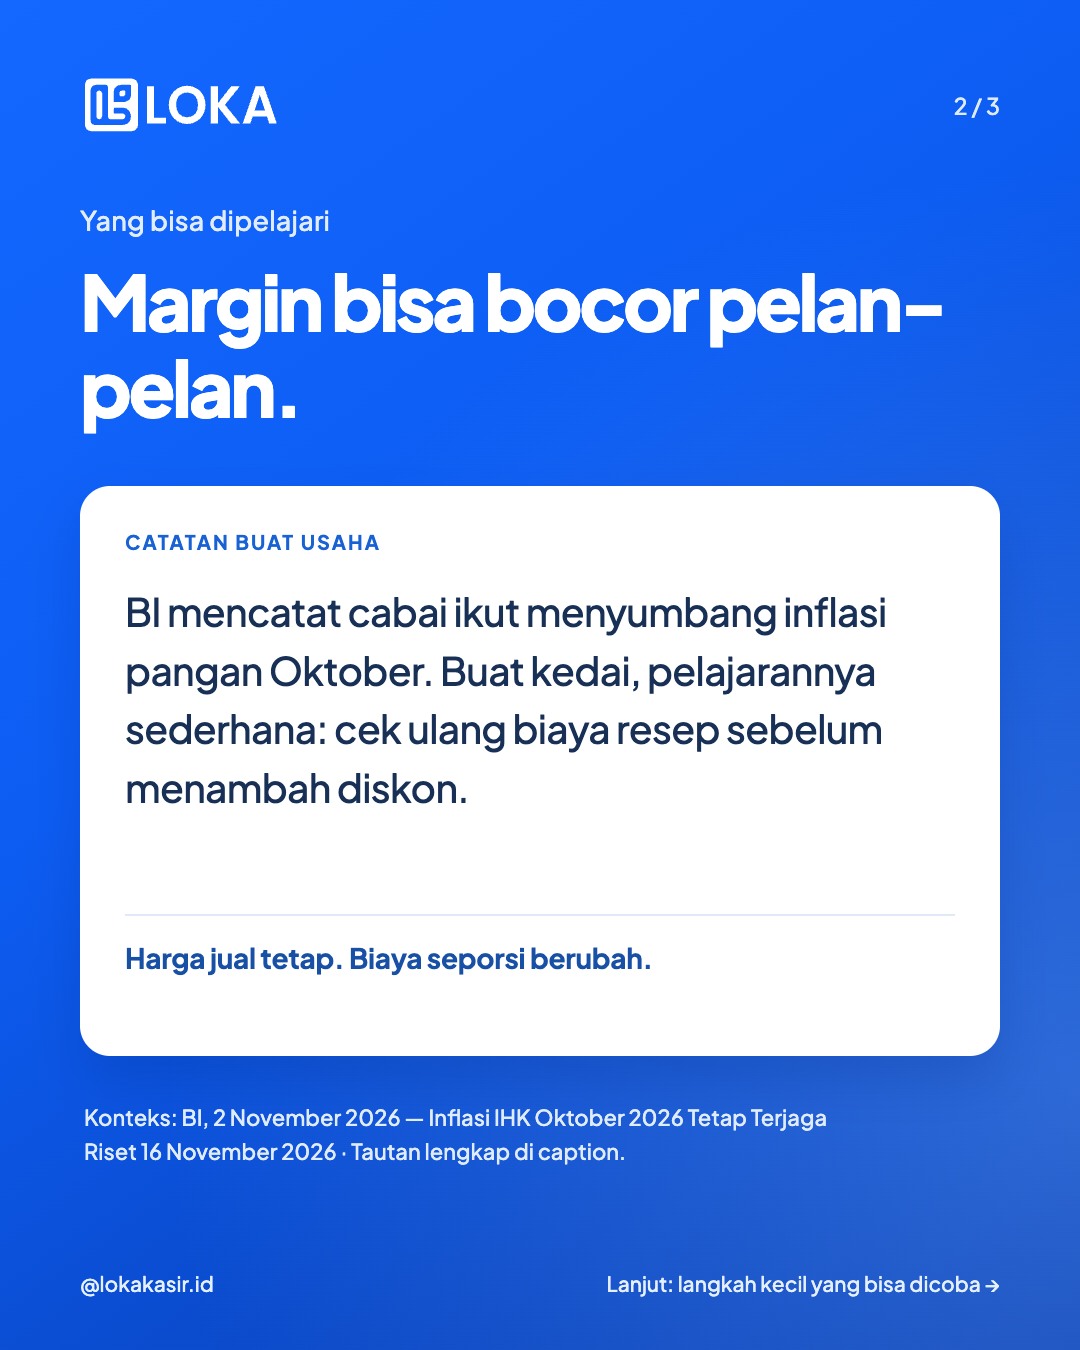 LOKA
2 / 3
Yang bisa dipelajari
Margin bisa bocor pelan-
pelan.
CATATAN BUAT USAHA
BI mencatat cabai ikut menyumbang inflasi
pangan Oktober. Buat kedai, pelajarannya
sederhana: cek ulang biaya resep sebelum
menambah diskon.
Harga jual tetap. Biaya seporsi berubah.
Konteks: BI, 2 November 2026 — Inflasi IHK Oktober 2026 Tetap Terjaga
Riset 16 November 2026 · Tautan lengkap di caption.
@lokakasir.id
Lanjut: langkah kecil yang bisa dicoba →